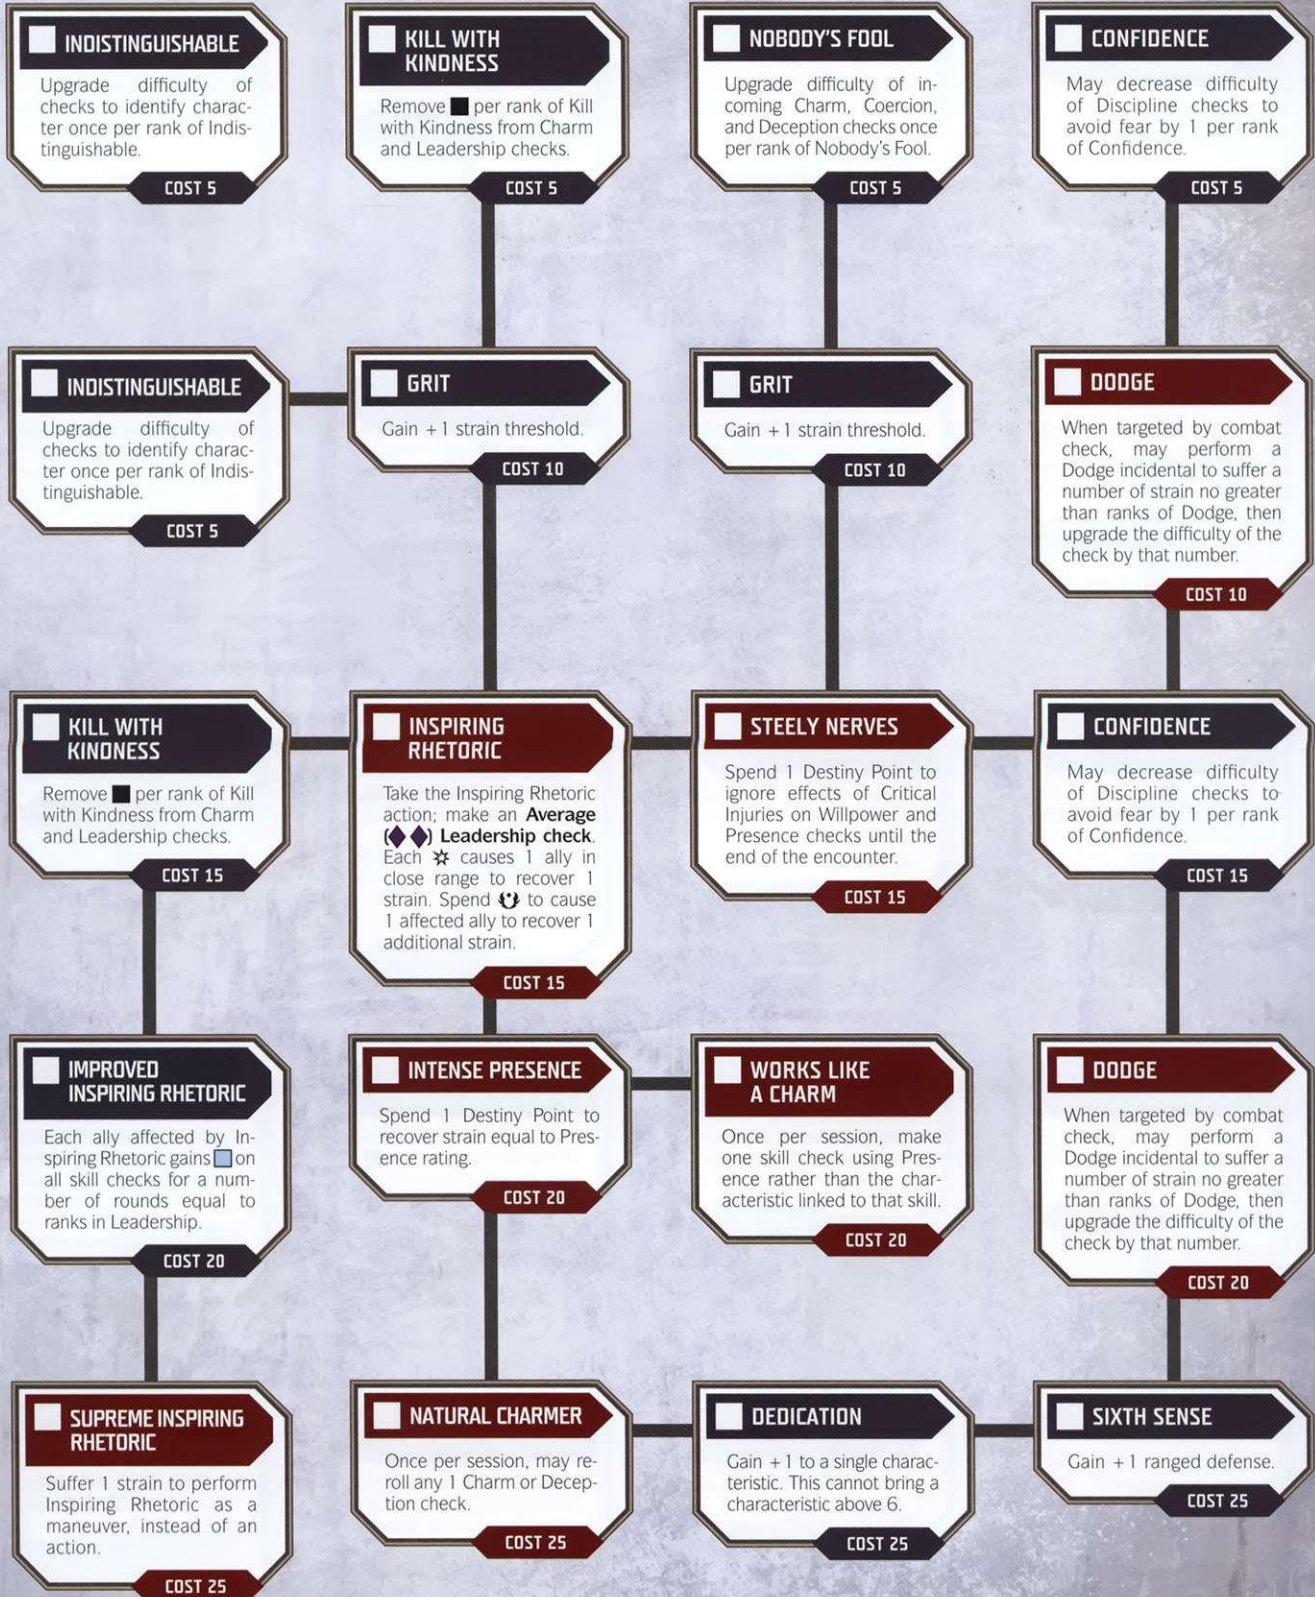 INDISTINGUISHABLE
Upgrade difficulty of
checks to identify charac-
ter once per rank of Indis-
tinguishable.
COST 5
KILL WITH
KINDNESS
Remove ■ per rank of Kill
with Kindness from Charm
and Leadership checks.
COST 5
NOBODY'S FOOL
Upgrade difficulty of in-
coming Charm, Coercion,
and Deception checks once
per rank of Nobody's Fool.
COST 5
CONFIDENCE
May decrease difficulty
of Discipline checks to
avoid fear by 1 per rank
of Confidence.
COST 5
INDISTINGUISHABLE
Upgrade difficulty of
checks to identify charac-
ter once per rank of Indis-
tinguishable.
COST 5
GRIT
Gain +1 strain threshold.
COST 10
GRIT
Gain +1 strain threshold.
COST 10
DODGE
When targeted by combat
check, may perform a
Dodge incidental to suffer a
number of strain no greater
than ranks of Dodge, then
upgrade the difficulty of the
check by that number.
COST 10
KILL WITH
KINDNESS
Remove ■ per rank of Kill
with Kindness from Charm
and Leadership checks.
COST 15
INSPIRING
RHETORIC
Take the Inspiring Rhetoric
action; make an Average
(◆◆) Leadership check.
Each causes 1 ally in
close range to recover 1
strain. Spend to cause
1 affected ally to recover 1
additional strain.
COST 15
STEELY NERVES
Spend 1 Destiny Point to
ignore effects of Critical
Injuries on Willpower and
Presence checks until the
end of the encounter.
COST 15
CONFIDENCE
May decrease difficulty
of Discipline checks to
avoid fear by 1 per rank
of Confidence.
COST 15
IMPROVED
INSPIRING RHETORIC
Each ally affected by In-
spiring Rhetoric gains on
all skill checks for a num-
ber of rounds equal to
ranks in Leadership.
COST 20
INTENSE PRESENCE
Spend 1 Destiny Point to
recover strain equal to Pres-
ence rating.
COST 20
WORKS LIKE
A CHARM
Once per session, make
one skill check using Pres-
ence rather than the char-
acteristic linked to that skill.
COST 20
DODGE
When targeted by combat
check, may perform a
Dodge incidental to suffer a
number of strain no greater
than ranks of Dodge, then
upgrade the difficulty of the
check by that number.
COST 20
SUPREME INSPIRING
RHETORIC
Suffer 1 strain to perform
Inspiring Rhetoric as a
maneuver, instead of an
action.
COST 25
NATURAL CHARMER
Once per session, may re-
roll any 1 Charm or Decep-
tion check.
COST 25
DEDICATION
Gain +1 to a single charac-
teristic. This cannot bring a
characteristic above 6.
COST 25
SIXTH SENSE
Gain +1 ranged defense.
COST 25